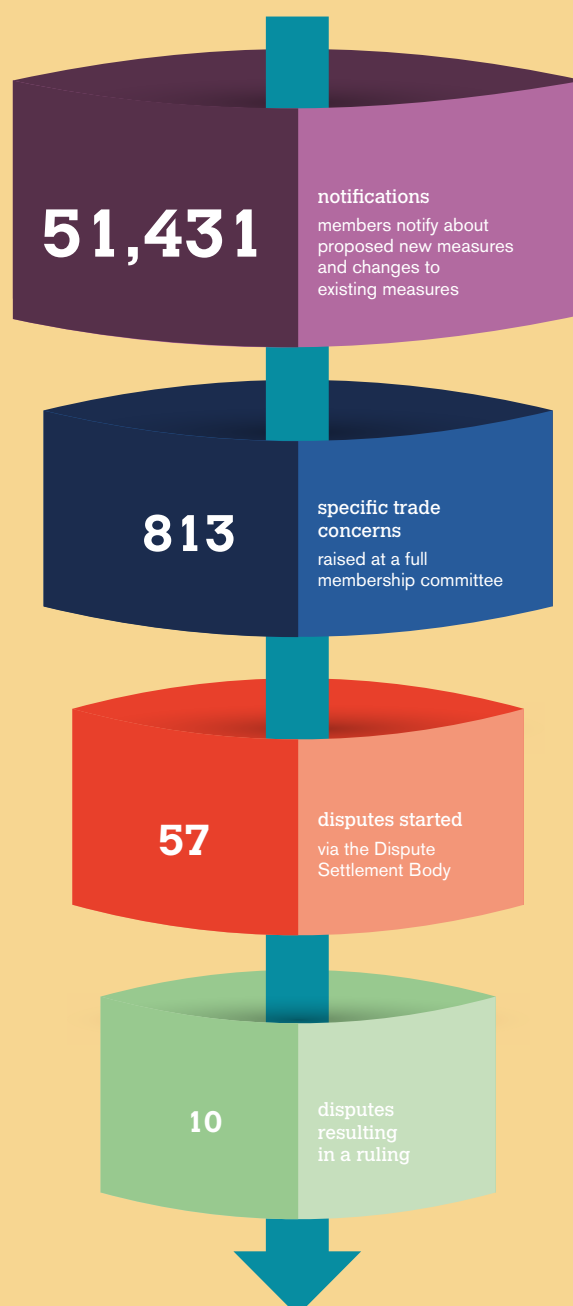 51,431
notifications
members notify about
proposed new measures
and changes to
existing measures
813
specific trade
concerns
raised at a full
membership committee
57
disputes started
via the Dispute
Settlement Body
10
disputes
resulting
in a ruling